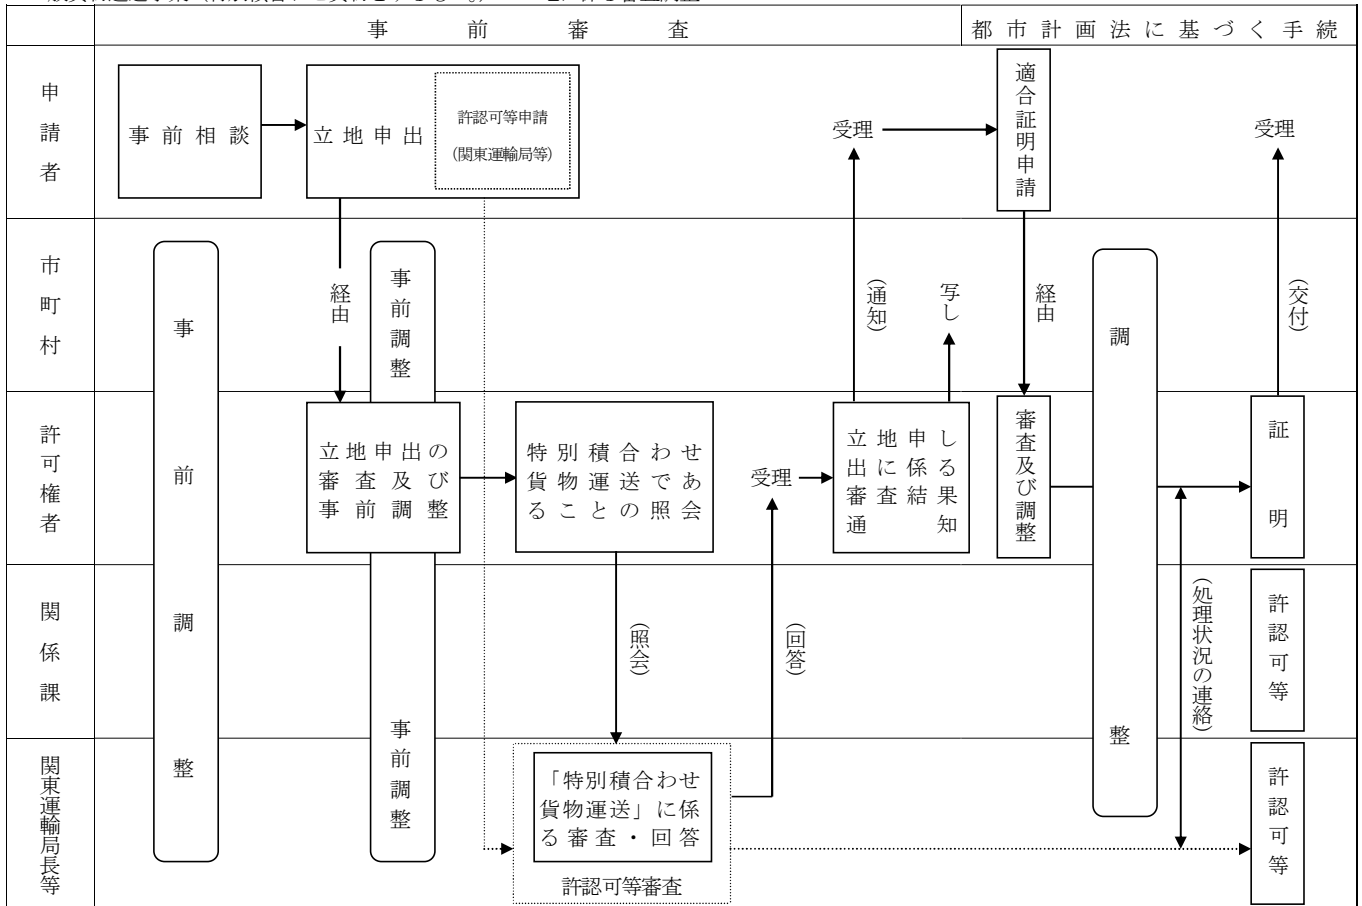 事前審査
都市計画法に基づく手続
申請者
事前相談
立地申出
許認可等申請
(関東運輸局等)
受理
適合証明申請
受理
市町村
事前調整
経由
事前調整
(通知)
写し
経由
調整
(交付)
許可権者
立地申出の
審査及び
事前調整
特別積合わせ
貨物運送であ
ることの照会
受理
立地申し
出に係る
審査結果
通知
審査及び調整
証明
関係課
(照会)
(回答)
(処理状況の連絡)
許認可等
関東運輸局長等
事前調整
「特別積合わせ
貨物運送」に係
る審査・回答
許認可等審査
許認可等